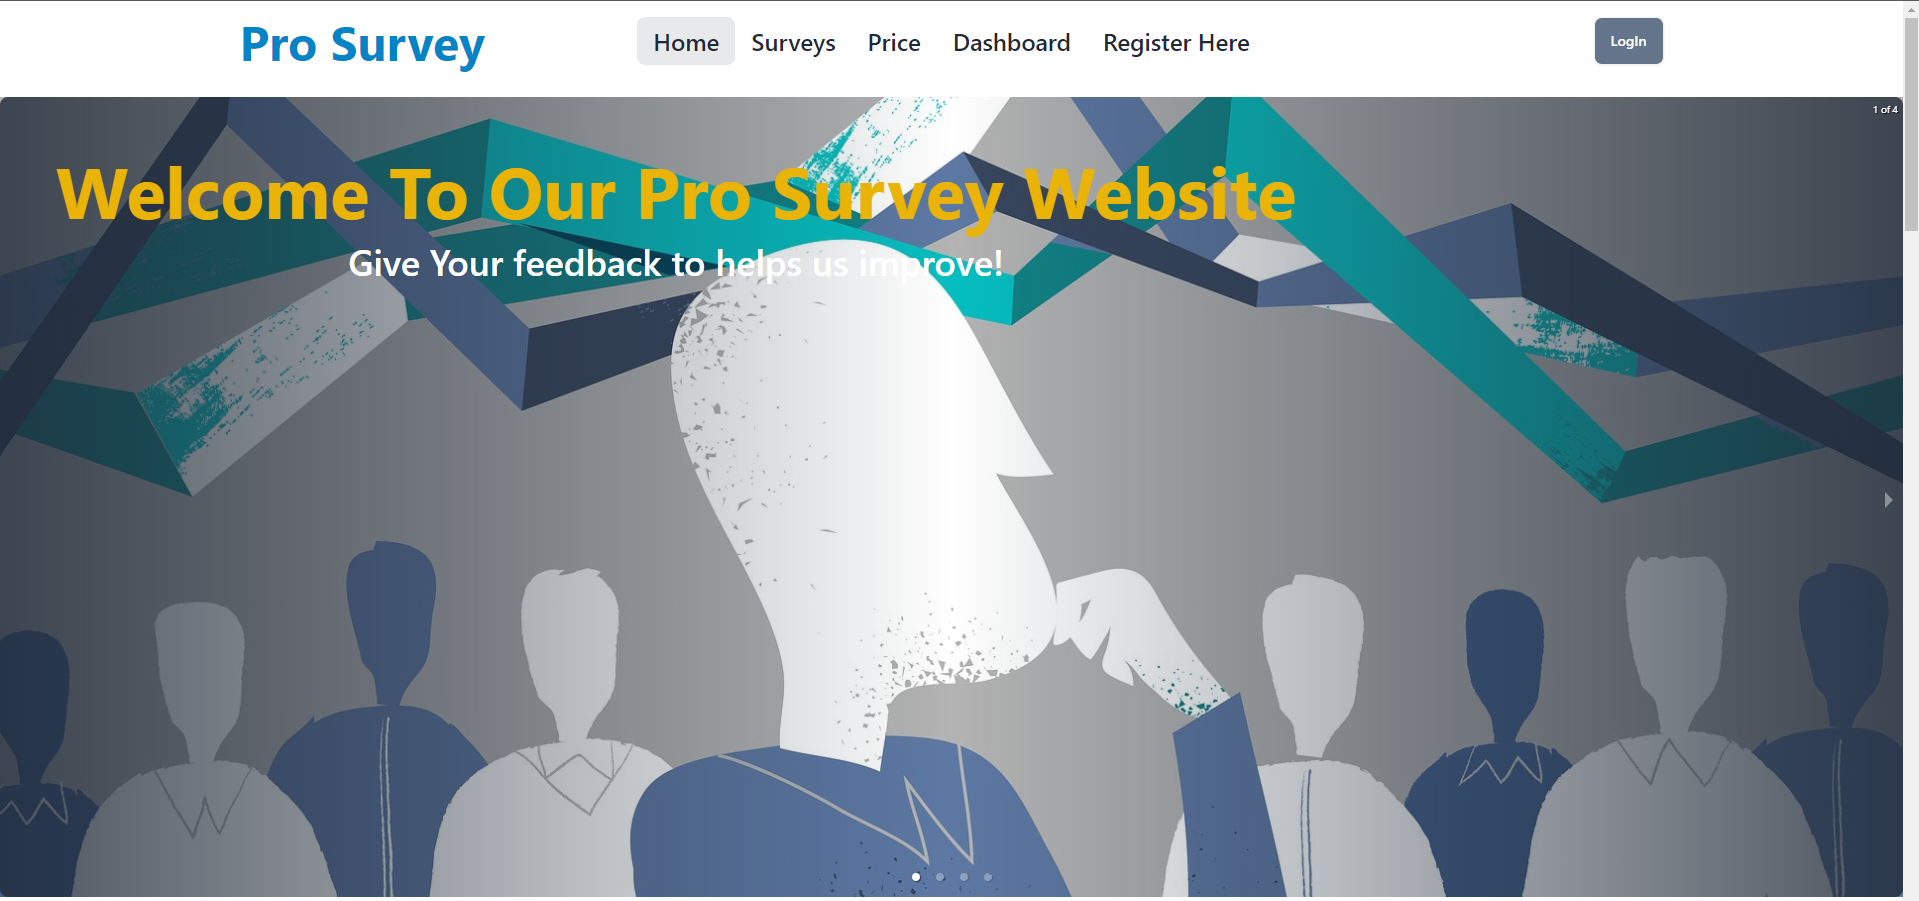 Pro Survey
Home Surveys Price Dashboard Register Here
LogIn
1 of 4
Welcome To Our Pro Survey Website
Give Your feedback to helps us improve!